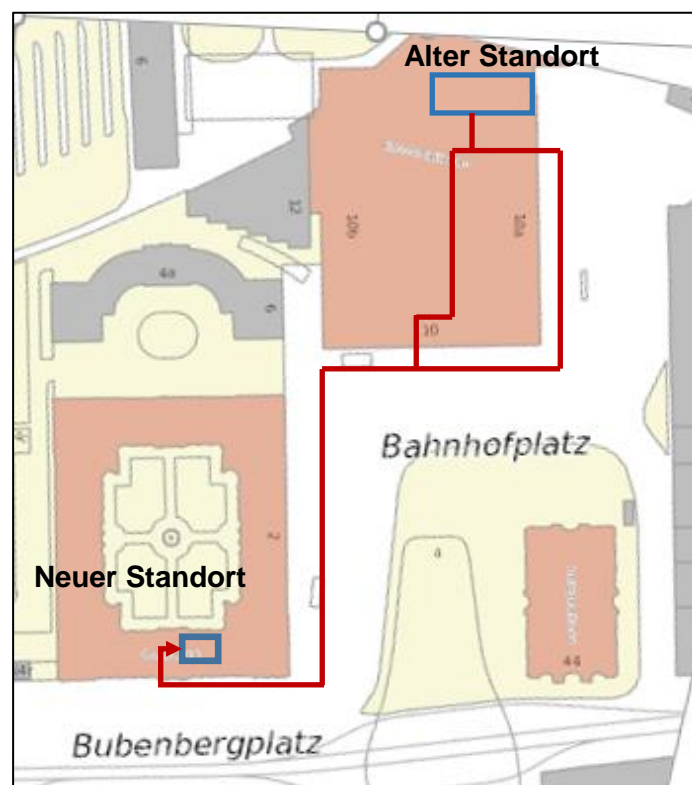 Alter Standort
6
12
10b
10a
10
4a
6
Bahnhofplatz
2
4
Neuer Standort
44
Bubenbergplatz